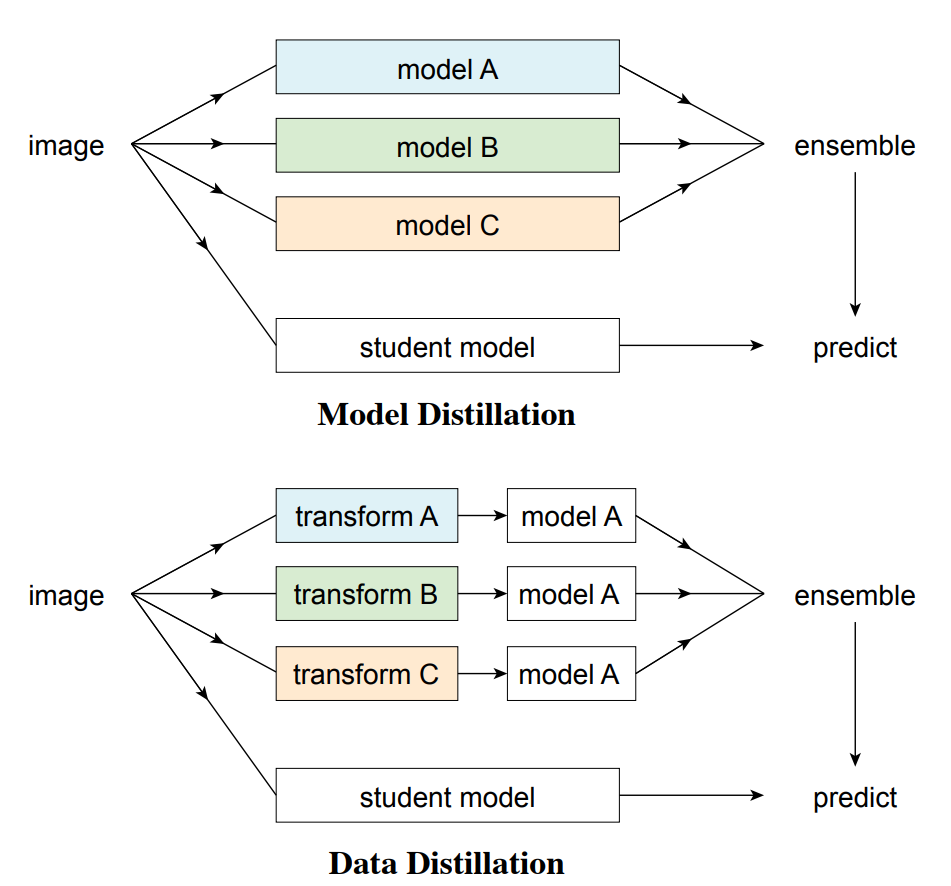 model A
image
model B
ensemble
model C
student model
predict
Model Distillation
transform A
model A
image
transform B
model A
ensemble
transform C
model A
student model
predict
Data Distillation